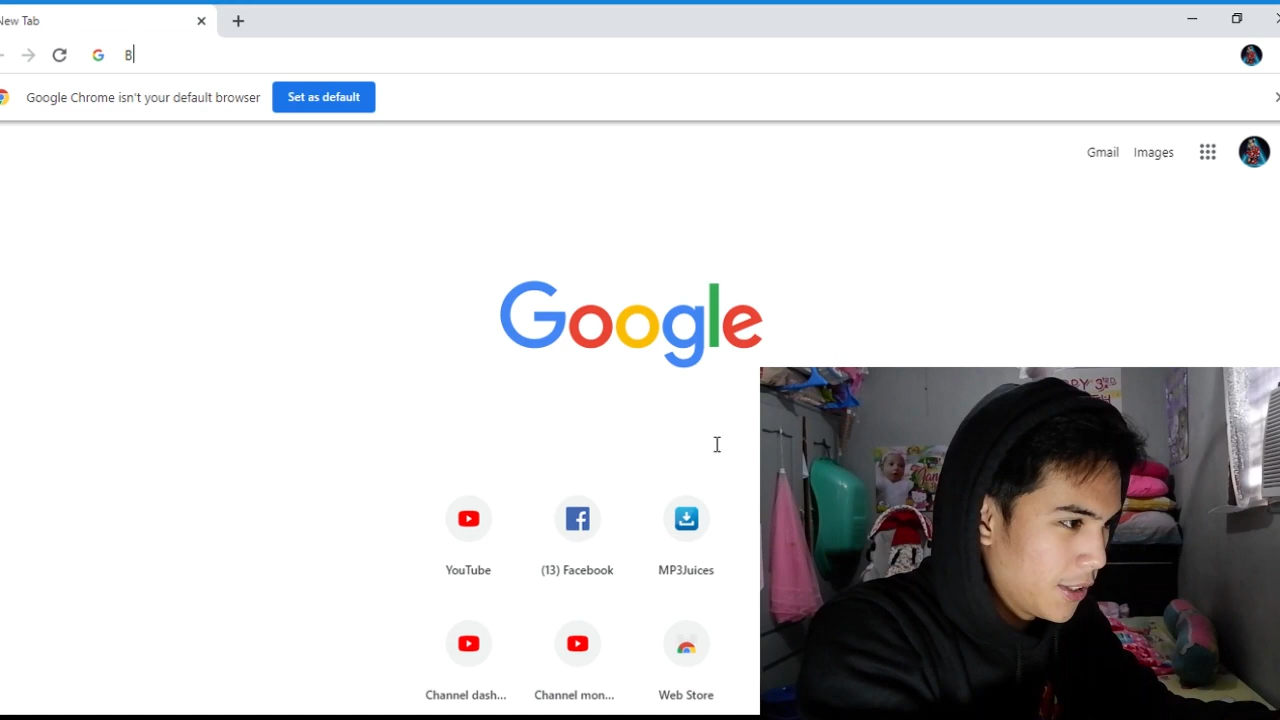 New Tab
B
Google Chrome isn't your default browser
Set as default
Gmail Images
Google
YouTube
(13) Facebook
MP3Juices
Channel dash...
Channel mon...
Web Store
3RD